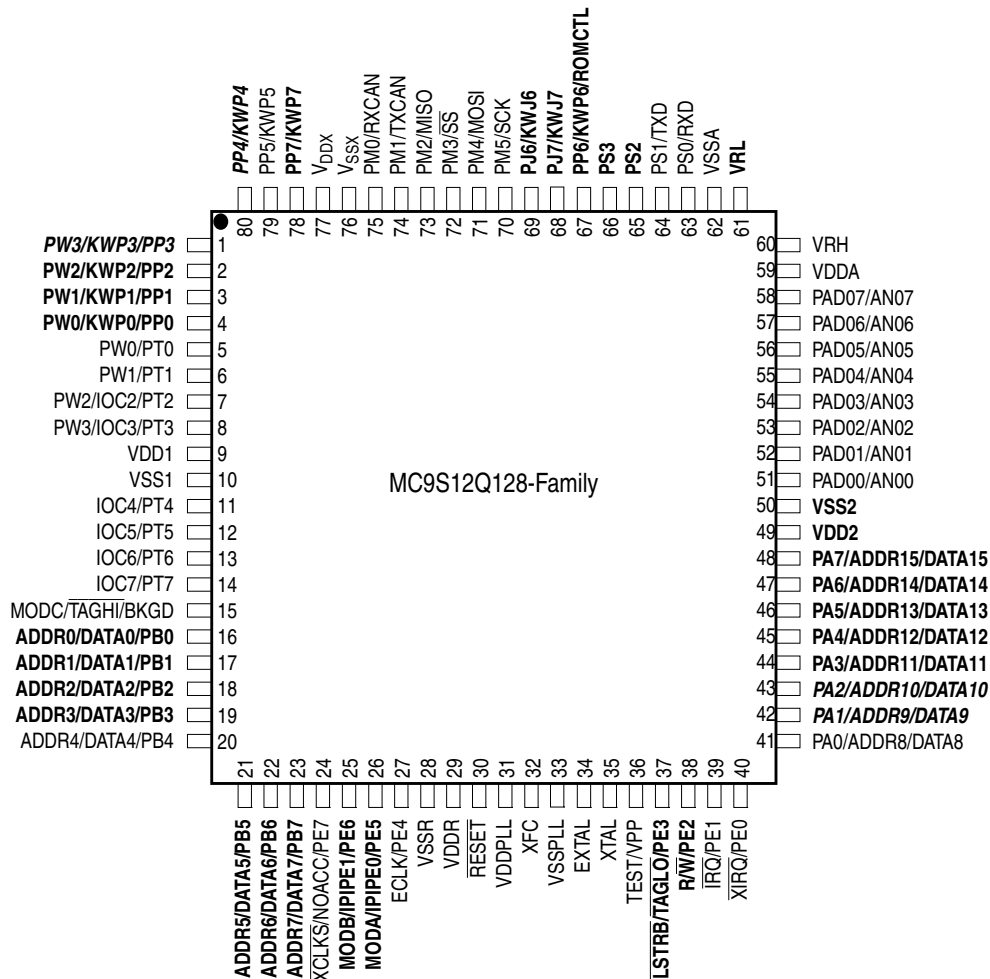 PP4/KWP4
PP5/KWP5
PP7/KWP7
VDDX
VSSX
PM0/RXCAN
PM1/TXCAN
PM2/MISO
PM3/S̅S̅
PM4/MOSI
PM5/SCK
PJ6/KWJ6
PJ7/KWJ7
PP6/KWP6/ROMCTL
PS3
PS2
PS1/TXD
PS0/RXD
VSSA
VRL
80
79
78
77
76
75
74
73
72
71
70
69
68
67
66
65
64
63
62
61
PW3/KWP3/PP3 1
PW2/KWP2/PP2 2
PW1/KWP1/PP1 3
PW0/KWP0/PP0 4
PW0/PT0 5
PW1/PT1 6
PW2/IOC2/PT2 7
PW3/IOC3/PT3 8
VDD1 9
VSS1 10
IOC4/PT4 11
IOC5/PT5 12
IOC6/PT6 13
IOC7/PT7 14
MODC/T̅A̅G̅H̅I̅/BKGD 15
ADDR0/DATA0/PB0 16
ADDR1/DATA1/PB1 17
ADDR2/DATA2/PB2 18
ADDR3/DATA3/PB3 19
ADDR4/DATA4/PB4 20
MC9S12Q128-Family
60 VRH
59 VDDA
58 PAD07/AN07
57 PAD06/AN06
56 PAD05/AN05
55 PAD04/AN04
54 PAD03/AN03
53 PAD02/AN02
52 PAD01/AN01
51 PAD00/AN00
50 VSS2
49 VDD2
48 PA7/ADDR15/DATA15
47 PA6/ADDR14/DATA14
46 PA5/ADDR13/DATA13
45 PA4/ADDR12/DATA12
44 PA3/ADDR11/DATA11
43 PA2/ADDR10/DATA10
42 PA1/ADDR9/DATA9
41 PA0/ADDR8/DATA8
21
22
23
24
25
26
27
28
29
30
31
32
33
34
35
36
37
38
39
40
ADDR5/DATA5/PB5
ADDR6/DATA6/PB6
ADDR7/DATA7/PB7
X̅C̅L̅K̅S̅/NOACC/PE7
MODB/IPIPE1/PE6
MODA/IPIPE0/PE5
ECLK/PE4
VSSR
VDDR
R̅E̅S̅E̅T̅
VDDPLL
XFC
VSSPLL
EXTAL
XTAL
TEST/VPP
L̅S̅T̅R̅B̅/T̅A̅G̅L̅O̅/PE3
R/W̅/PE2
I̅R̅Q̅/PE1
X̅I̅R̅Q̅/PE0